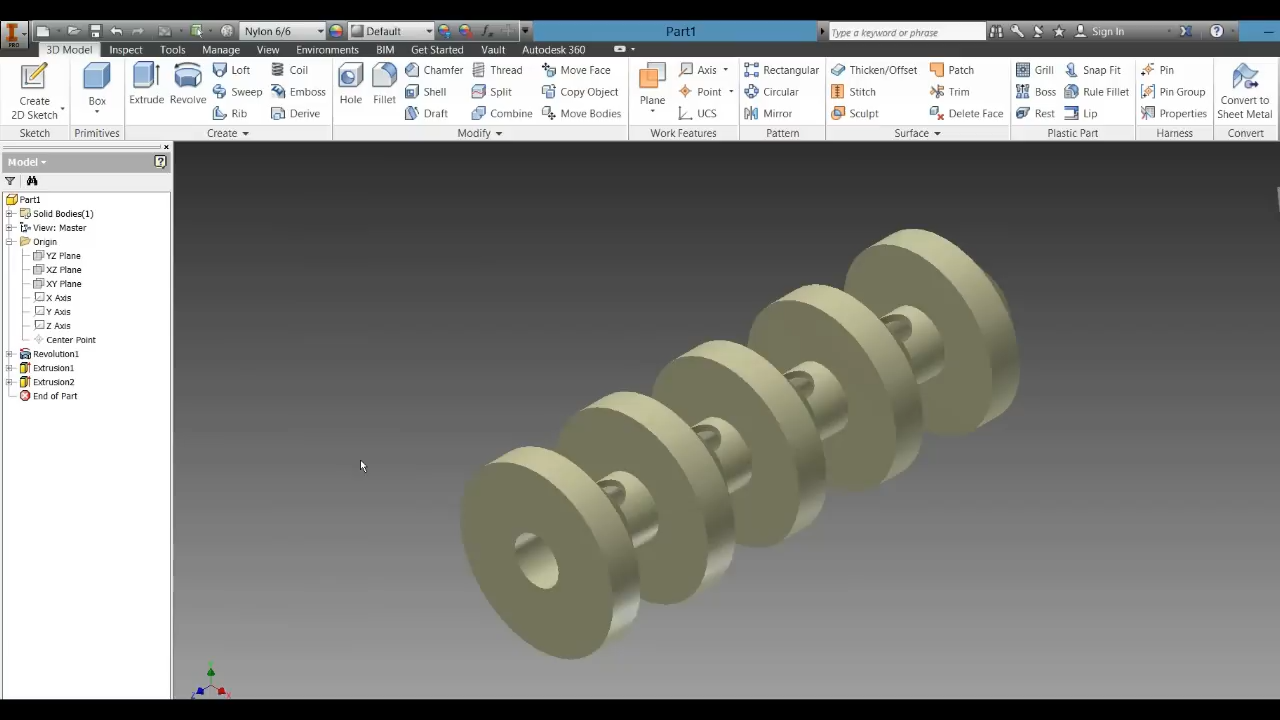 PRO
Nylon 6/6
Default
Part1
Type a keyword or phrase
Sign In
3D Model Inspect Tools Manage View Environments BIM Get Started Vault Autodesk 360
Create 2D Sketch
Sketch
Box
Primitives
Extrude
Revolve
Loft
Sweep
Rib
Coil
Emboss
Derive
Create
Hole
Fillet
Chamfer
Shell
Draft
Thread
Split
Combine
Move Face
Copy Object
Move Bodies
Modify
Plane
Axis
Point
UCS
Work Features
Rectangular
Circular
Mirror
Pattern
Thicken/Offset
Stitch
Sculpt
Patch
Trim
Delete Face
Surface
Grill
Boss
Rest
Snap Fit
Rule Fillet
Lip
Plastic Part
Pin
Pin Group
Properties
Harness
Convert to Sheet Metal
Convert
Model
Part1
Solid Bodies(1)
View: Master
Origin
YZ Plane
XZ Plane
XY Plane
X Axis
Y Axis
Z Axis
Center Point
Revolution1
Extrusion1
Extrusion2
End of Part